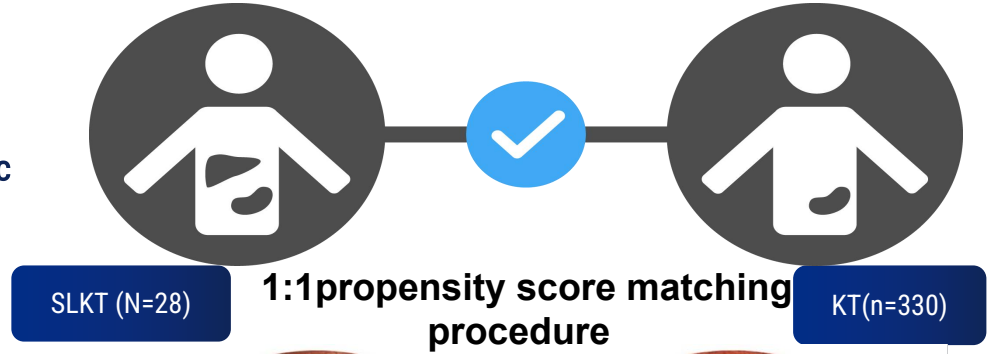 c
SLKT (N=28)
1:1propensity score matching
procedure
KT(n=330)